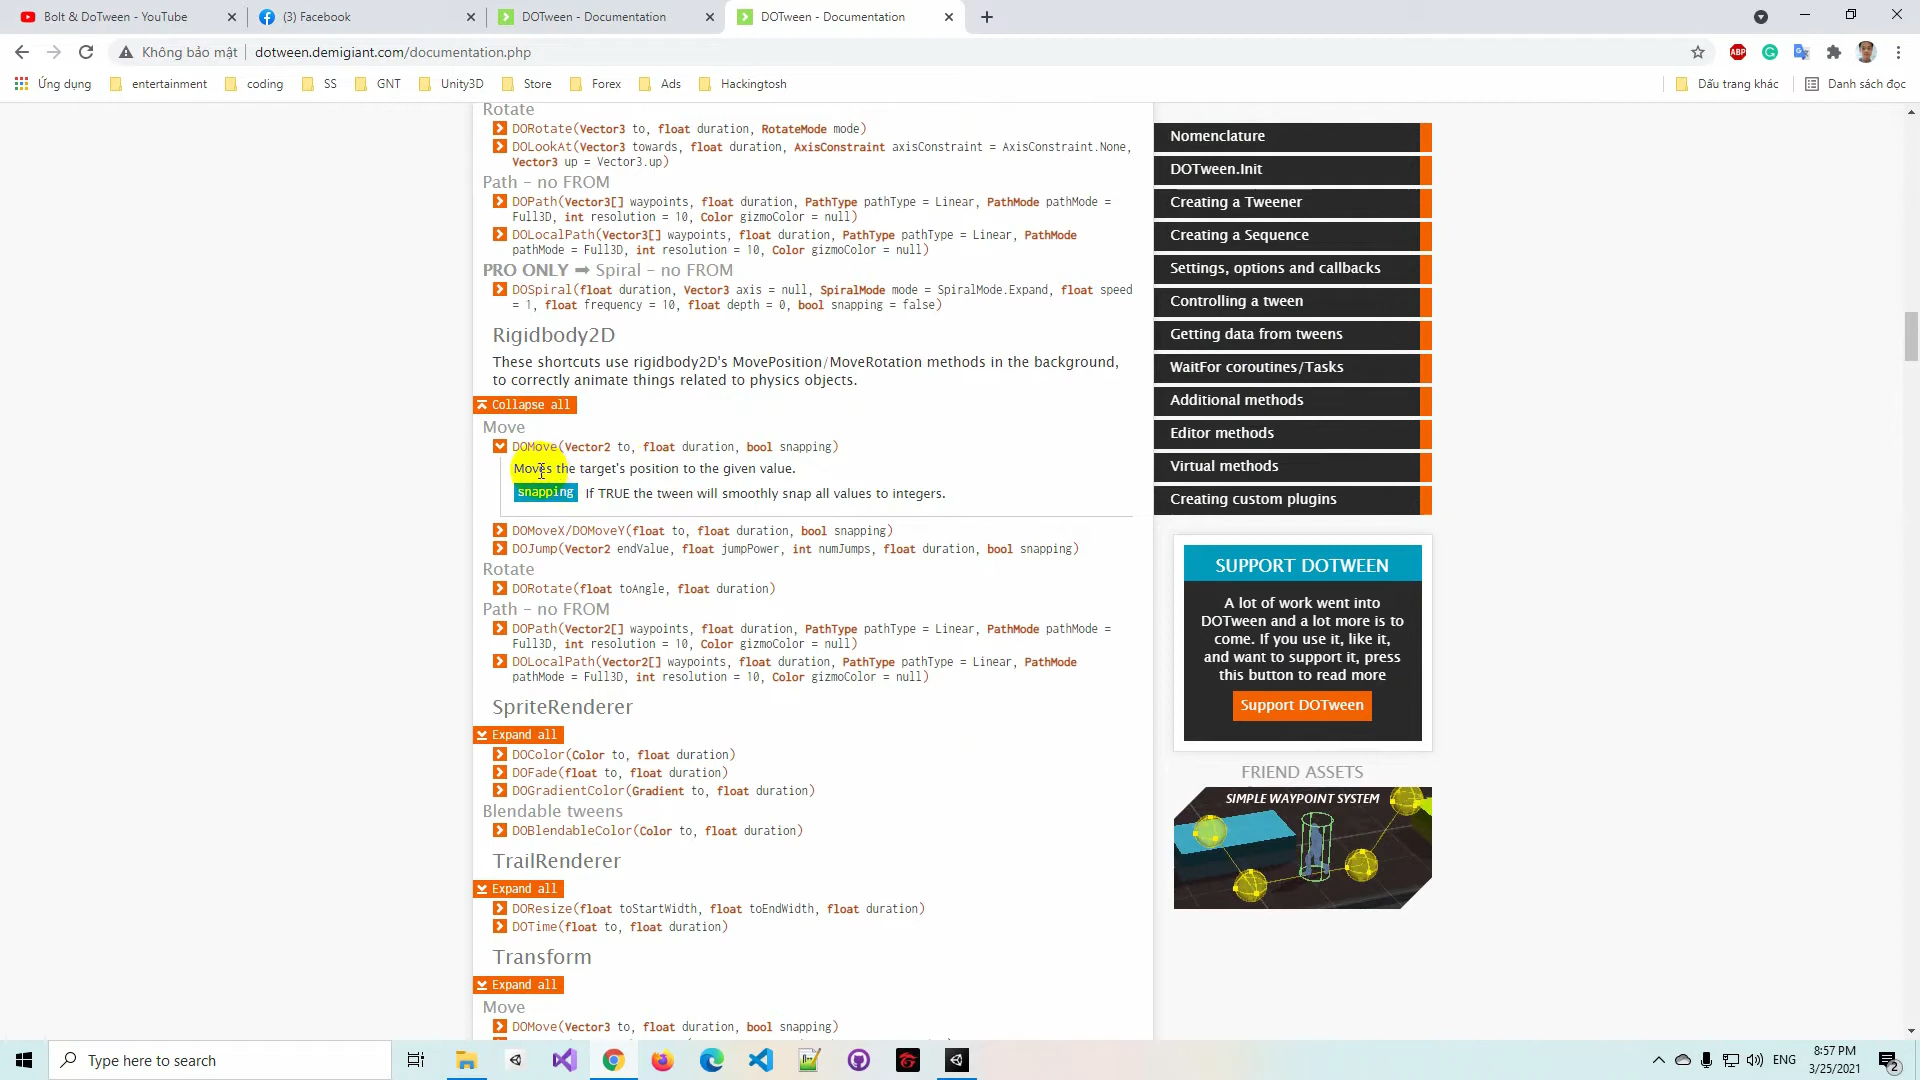 Bolt & DoTween - YouTube
(3) Facebook
DOTween - Documentation
DOTween - Documentation
Không bảo mật
dotween.demigiant.com/documentation.php
ABP
Ứng dụng
entertainment
coding
SS
GNT
Unity3D
Store
Forex
Ads
Hackingtosh
Dấu trang khác
Danh sách đọc
Rotate
DORotate(Vector3 to, float duration, RotateMode mode)
DOLookAt(Vector3 towards, float duration, AxisConstraint axisConstraint = AxisConstraint.None,
Vector3 up = Vector3.up)
Path – no FROM
DOPath(Vector3[] waypoints, float duration, PathType pathType = Linear, PathMode pathMode =
Full3D, int resolution = 10, Color gizmoColor = null)
DOLocalPath(Vector3[] waypoints, float duration, PathType pathType = Linear, PathMode
pathMode = Full3D, int resolution = 10, Color gizmoColor = null)
PRO ONLY ➡ Spiral – no FROM
DOSpiral(float duration, Vector3 axis = null, SpiralMode mode = SpiralMode.Expand, float speed
= 1, float frequency = 10, float depth = 0, bool snapping = false)
Rigidbody2D
These shortcuts use rigidbody2D's MovePosition/MoveRotation methods in the background,
to correctly animate things related to physics objects.
Collapse all
Move
DOMove(Vector2 to, float duration, bool snapping)
Moves the target's position to the given value.
snapping If TRUE the tween will smoothly snap all values to integers.
DOMoveX/DOMoveY(float to, float duration, bool snapping)
DOJump(Vector2 endValue, float jumpPower, int numJumps, float duration, bool snapping)
Rotate
DORotate(float toAngle, float duration)
Path – no FROM
DOPath(Vector2[] waypoints, float duration, PathType pathType = Linear, PathMode pathMode =
Full3D, int resolution = 10, Color gizmoColor = null)
DOLocalPath(Vector2[] waypoints, float duration, PathType pathType = Linear, PathMode
pathMode = Full3D, int resolution = 10, Color gizmoColor = null)
SpriteRenderer
Expand all
DOColor(Color to, float duration)
DOFade(float to, float duration)
DOGradientColor(Gradient to, float duration)
Blendable tweens
DOBlendableColor(Color to, float duration)
TrailRenderer
Expand all
DOResize(float toStartWidth, float toEndWidth, float duration)
DOTime(float to, float duration)
Transform
Expand all
Move
DOMove(Vector3 to, float duration, bool snapping)
Nomenclature
DOTween.Init
Creating a Tweener
Creating a Sequence
Settings, options and callbacks
Controlling a tween
Getting data from tweens
WaitFor coroutines/Tasks
Additional methods
Editor methods
Virtual methods
Creating custom plugins
SUPPORT DOTWEEN
A lot of work went into
DOTween and a lot more is to
come. If you use it, like it,
and want to support it, press
this button to read more
Support DOTween
FRIEND ASSETS
SIMPLE WAYPOINT SYSTEM
Type here to search
ENG
8:57 PM
3/25/2021
2